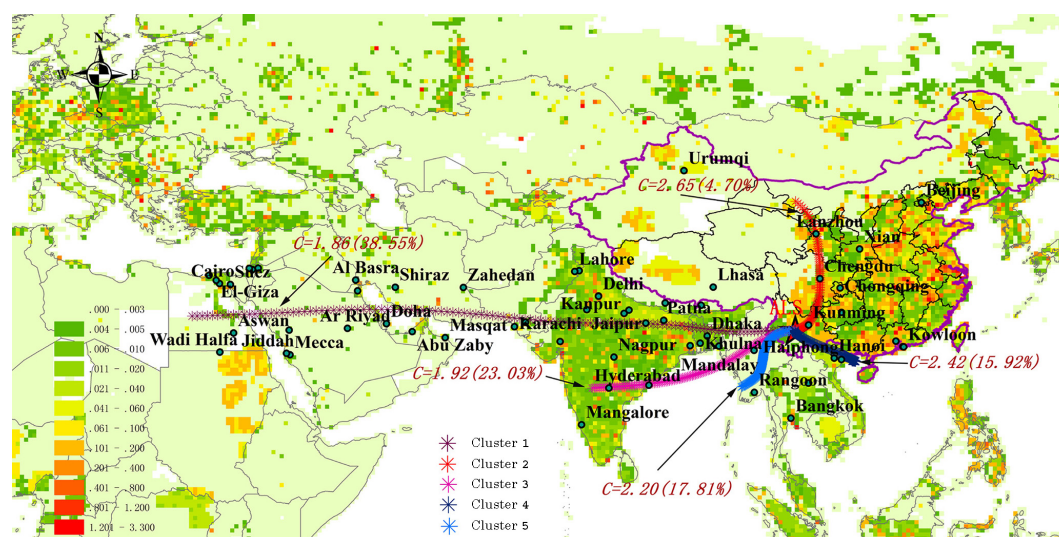 N
W E
S
Urumqi
C=2.65(4.70%)
Beijing
Lanzhou
Xian
C=1.86(38.55%)
Lahore
Al Basra
Shiraz
Zahedan
Cairo
Suez
El-Giza
Delhi
Lhasa
Chengdu
Chongqing
.000 - .003
.004 - .005
.006 - .010
.011 - .020
.021 - .040
.041 - .060
.061 - .100
.101 - .200
.201 - .400
.401 - .800
.801 - 1.200
1.201 - 3.300
Kanpur
Patna
Aswan
Ar Riyad
Doha
Masqat
Karachi
Jaipur
Dhaka
Kunming
Wadi Halfa
Jiddah
Mecca
Abu Zaby
Nagpur
Khulna
Haiphong
Hanoi
Kowloon
C=1.92(23.03%)
Hyderabad
Mandalay
C=2.42(15.92%)
Rangoon
Mangalore
Bangkok
Cluster 1
Cluster 2
Cluster 3
Cluster 4
Cluster 5
C=2.20(17.81%)